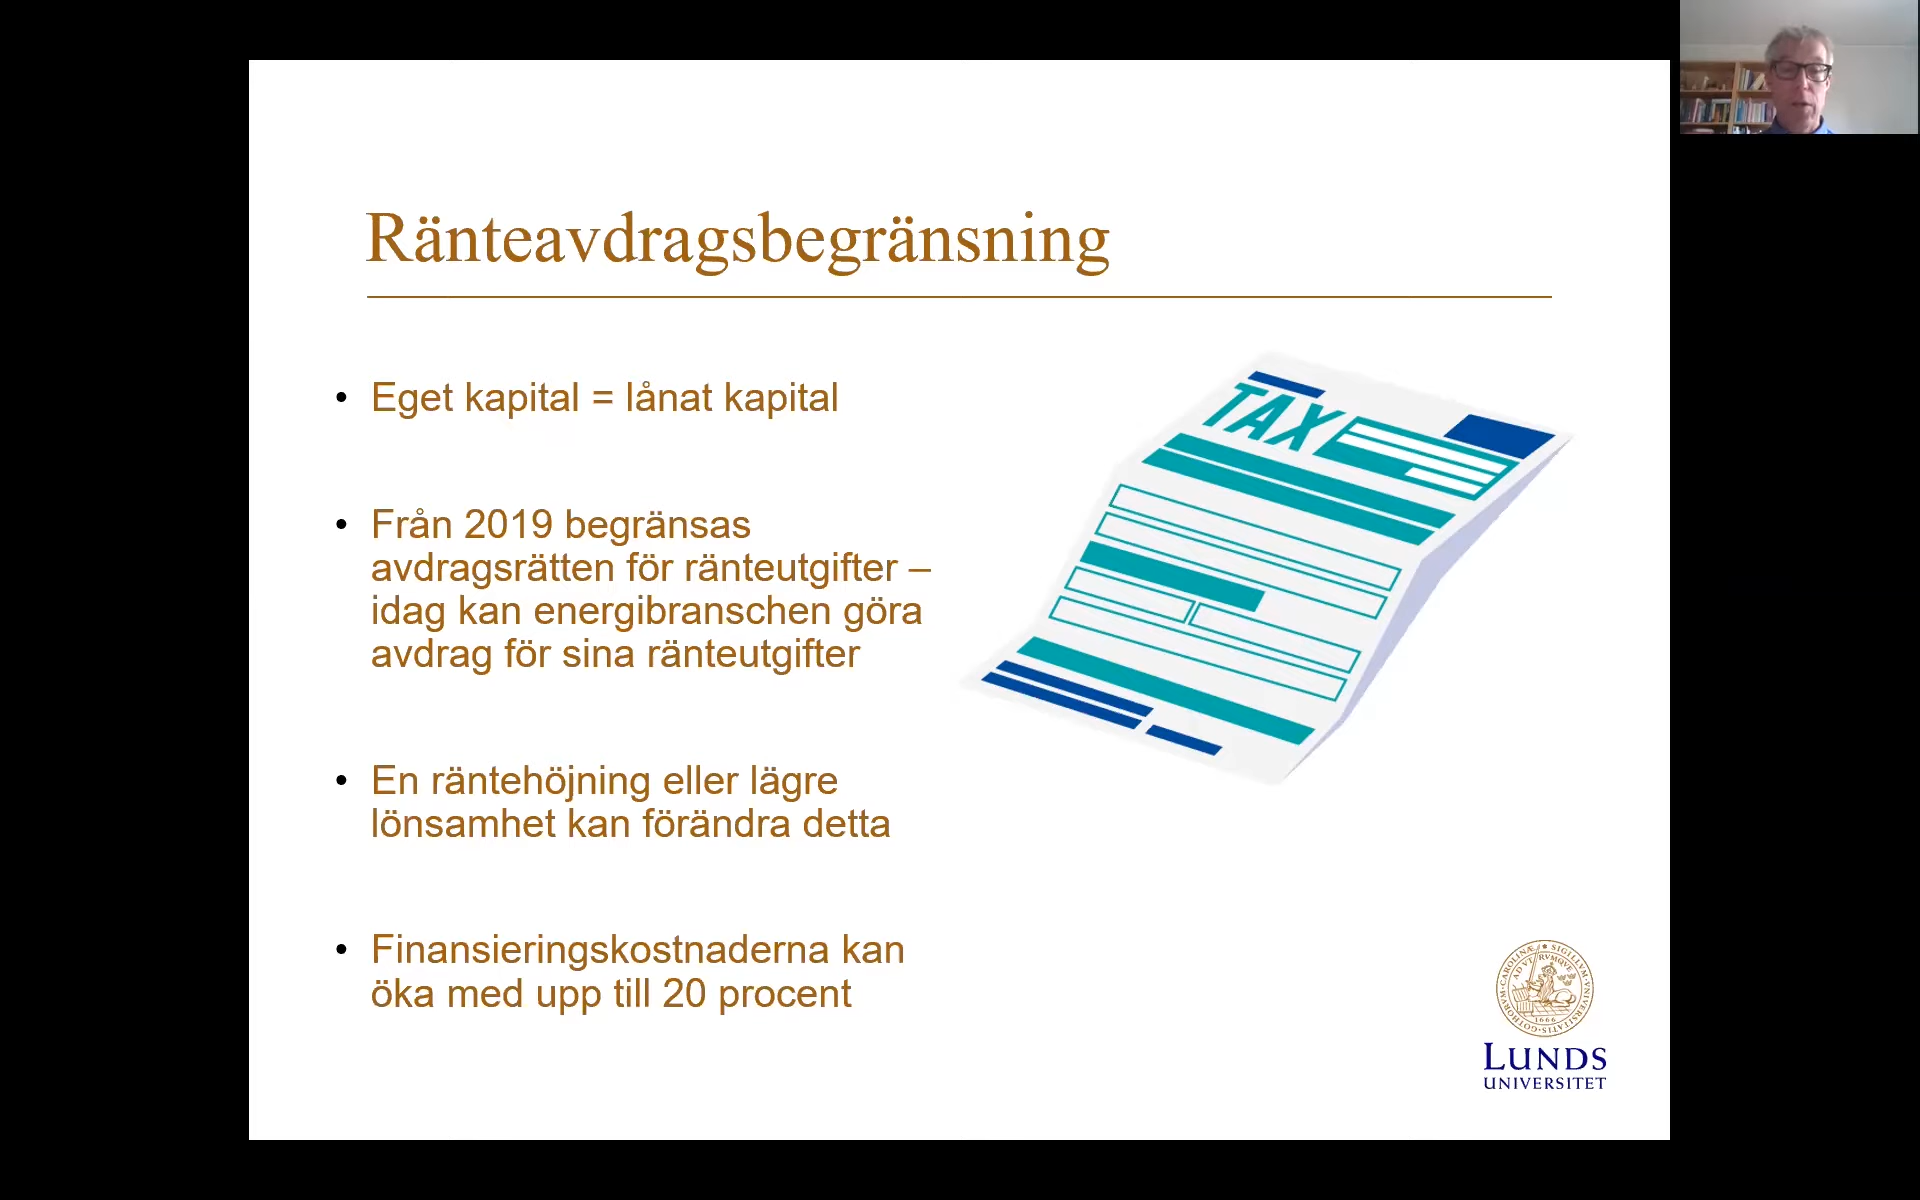 Ränteavdragsbegränsning
• Eget kapital = lånat kapital
• Från 2019 begränsas
avdragsrätten för ränteutgifter –
idag kan energibranschen göra
avdrag för sina ränteutgifter
• En räntehöjning eller lägre
lönsamhet kan förändra detta
• Finansieringskostnaderna kan
öka med upp till 20 procent
TAX
1666
LUNDS
UNIVERSITET